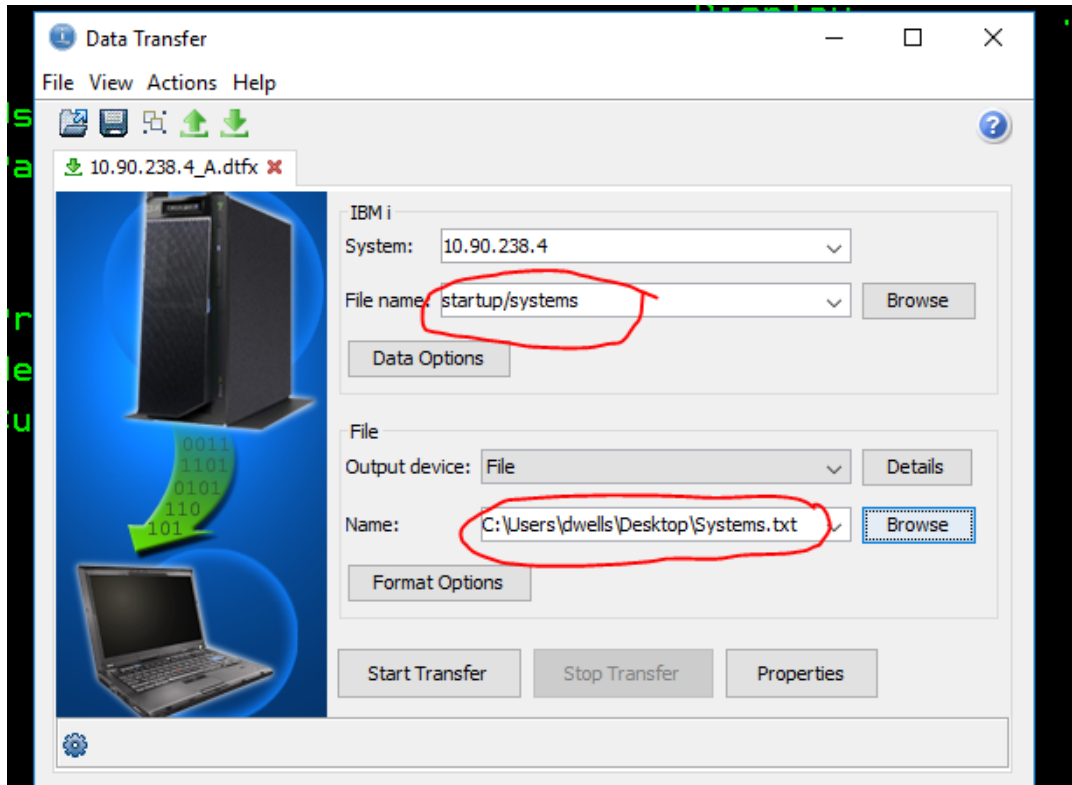 Data Transfer
File View Actions Help
10.90.238.4_A.dtfx
IBM i
System: 10.90.238.4
File name: startup/systems Browse
Data Options
File
Output device: File Details
Name: C:\Users\dwells\Desktop\Systems.txt Browse
Format Options
Start Transfer Stop Transfer Properties
0011
1101
0101
110
101